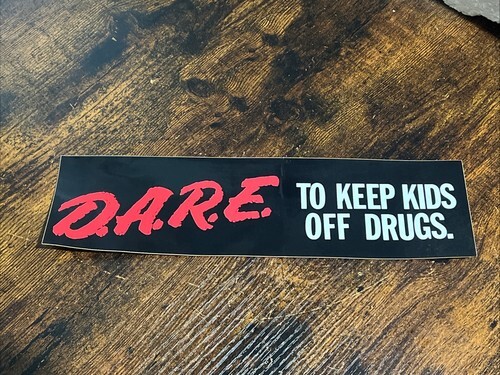 D.A.R.E. TO KEEP KIDS
OFF DRUGS.